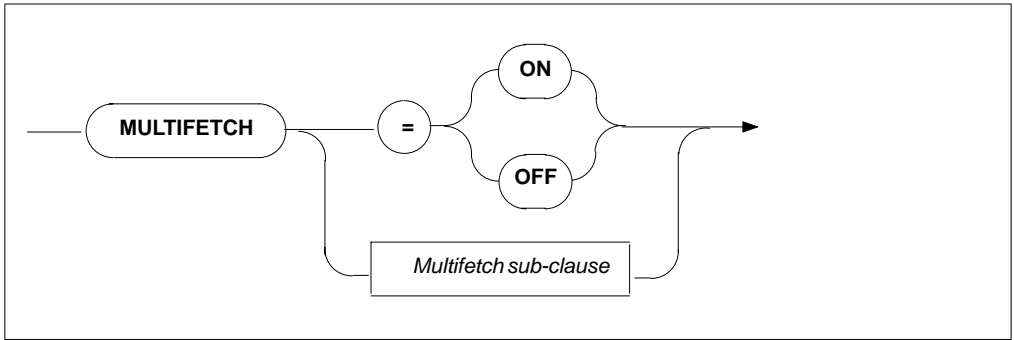 ON
MULTIFETCH
=
OFF
Multifetch sub-clause